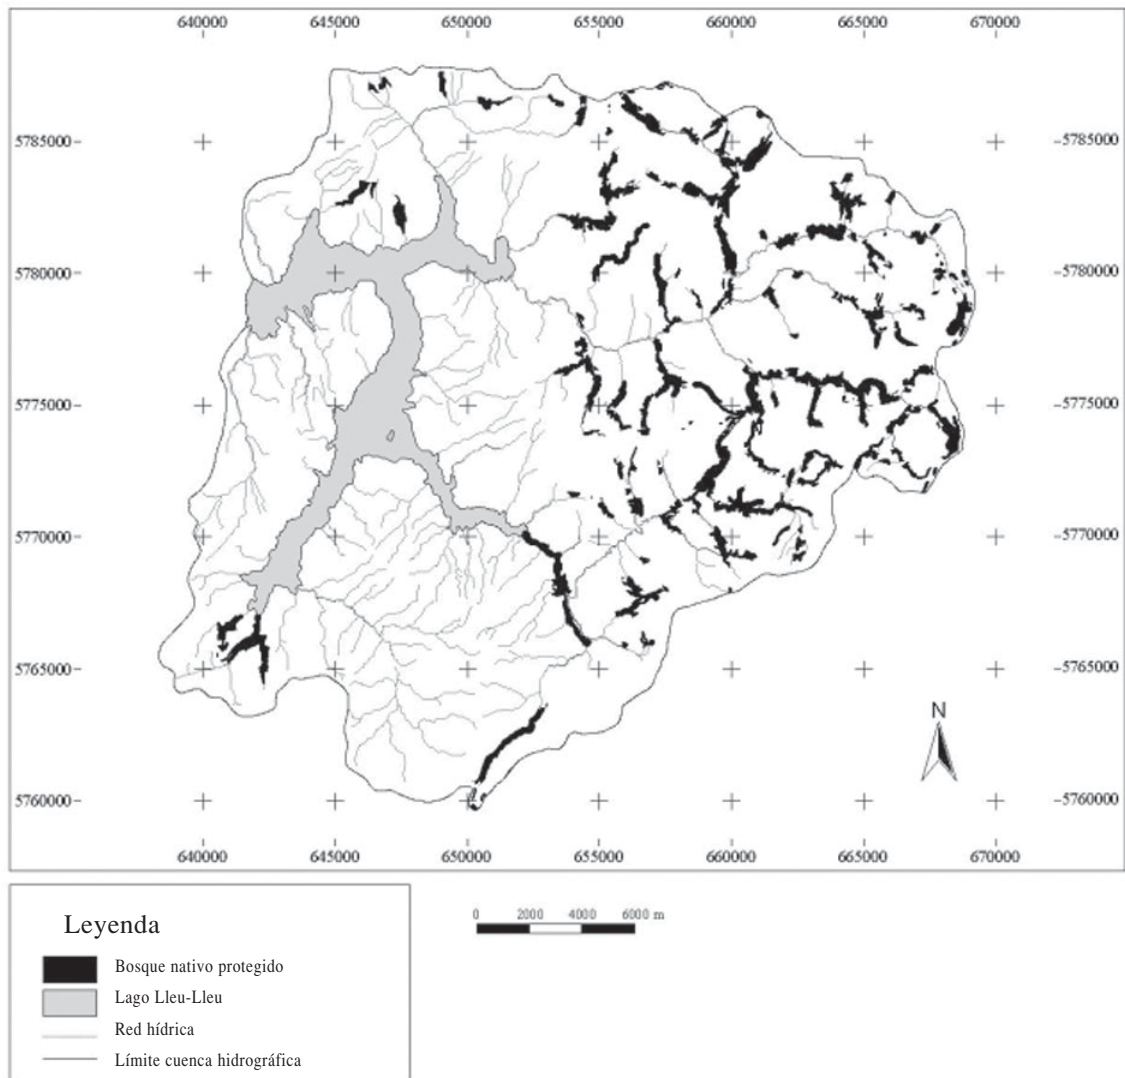 640000 645000 650000 655000 660000 665000 670000
5785000 5785000
5780000 5780000
5775000 5775000
5770000 5770000
5765000 5765000
N
5760000 5760000
640000 645000 650000 655000 660000 665000 670000
Leyenda
0 2000 4000 6000 m
Bosque nativo protegido
Lago Lleu-Lleu
Red hídrica
Límite cuenca hidrográfica